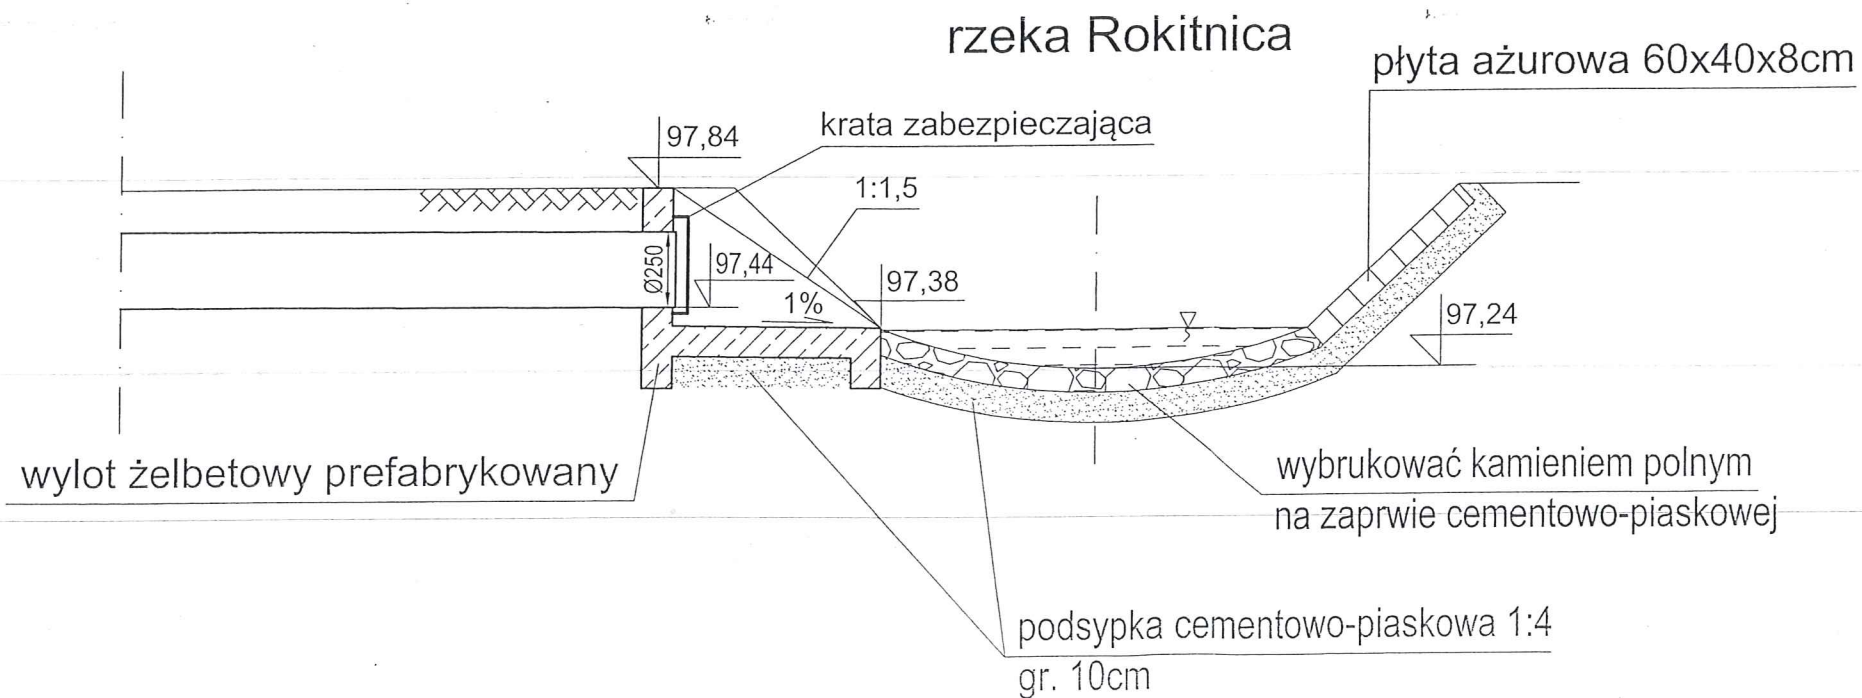 rzeka Rokitnica
płyta ażurowa 60x40x8cm
krata zabezpieczająca
97,84
1:1,5
Ø250
97,44
97,38
1%
97,24
wylot żelbetowy prefabrykowany
wybrukować kamieniem polnym
na zaprwie cementowo-piaskowej
podsypka cementowo-piaskowa 1:4
gr. 10cm